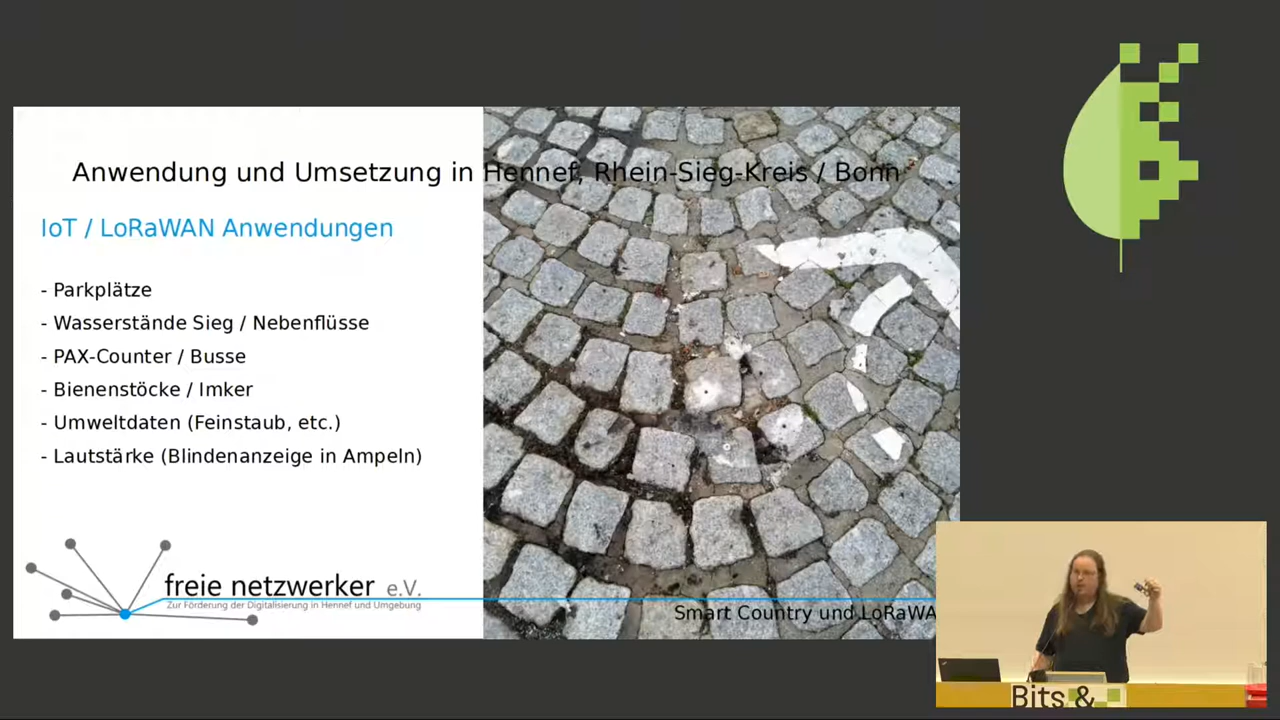 Anwendung und Umsetzung in Hennef, Rhein-Sieg-Kreis / Bonn
IoT / LoRaWAN Anwendungen
- Parkplätze
- Wasserstände Sieg / Nebenflüsse
- PAX-Counter / Busse
- Bienenstöcke / Imker
- Umweltdaten (Feinstaub, etc.)
- Lautstärke (Blindenanzeige in Ampeln)
freie netzwerker e.V.
Zur Förderung der Digitalisierung in Hennef und Umgebung
Smart Country und LoRaWA
Bits &